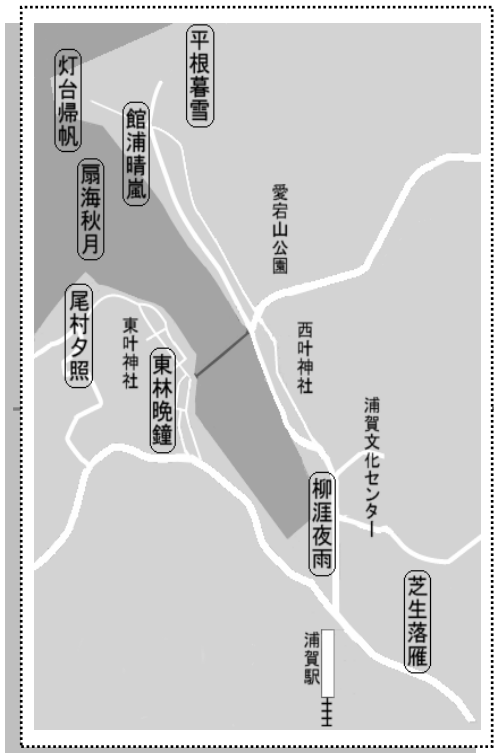 平根暮雪
灯台帰帆
館浦晴嵐
扇海秋月
愛宕山公園
尾村夕照
東叶神社
東林晩鐘
西叶神社
浦賀文化センター
柳涯夜雨
芝生落雁
浦賀駅